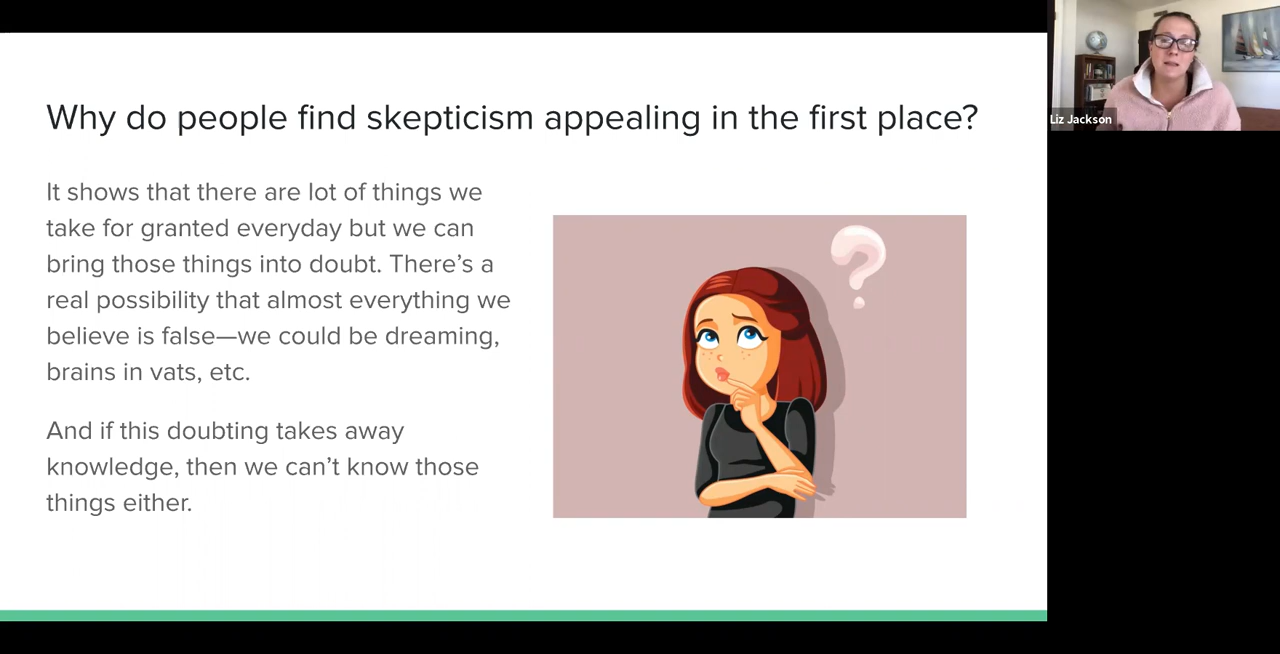 Why do people find skepticism appealing in the first place?
It shows that there are lot of things we
take for granted everyday but we can
bring those things into doubt. There’s a
real possibility that almost everything we
believe is false—we could be dreaming,
brains in vats, etc.
And if this doubting takes away
knowledge, then we can’t know those
things either.
?
Liz Jackson